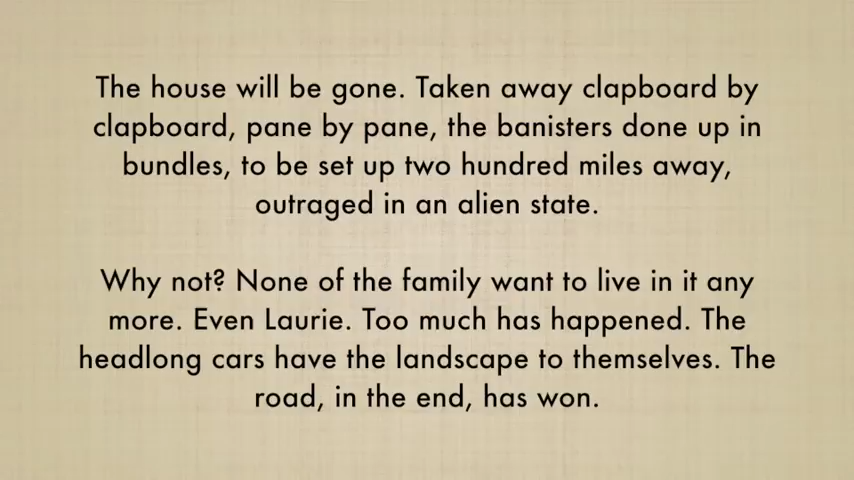 The house will be gone. Taken away clapboard by
clapboard, pane by pane, the banisters done up in
bundles, to be set up two hundred miles away,
outraged in an alien state.
Why not? None of the family want to live in it any
more. Even Laurie. Too much has happened. The
headlong cars have the landscape to themselves. The
road, in the end, has won.